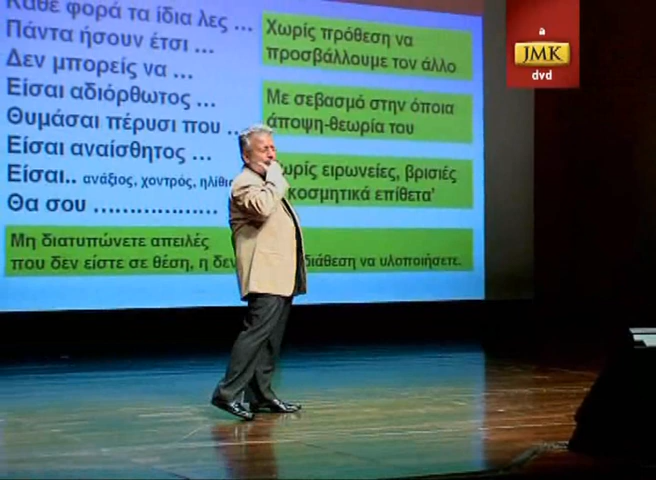 Κάθε φορά τα ίδια λες ...
Πάντα ήσουν έτσι ...
Δεν μπορείς να ...
Είσαι αδιόρθωτος ...
Θυμάσαι πέρυσι που ...
Είσαι αναίσθητος ...
Είσαι.. ανάξιος, χοντρός,
Θα σου ..................
Χωρίς πρόθεση να
προσβάλλουμε τον άλλο
Με σεβασμό στην όποια
άποψη-θεωρία του
ειρωνείες, βρισιές
κοσμητικά επίθετα'
Μη διατυπώνετε απειλές
που δεν είστε σε θέση, η δεν διάθεση να υλοποιήσετε.
a
JMK
dvd